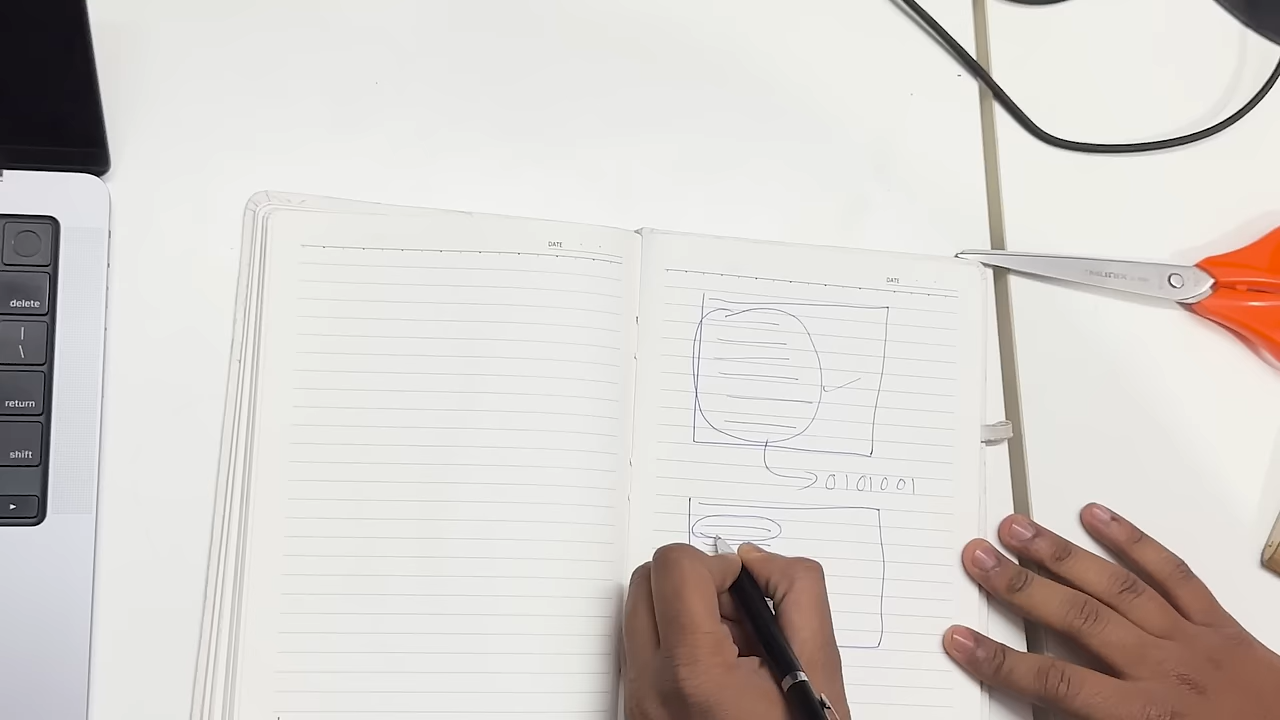 delete
|
\
return
shift
DATE
DATE
0101001